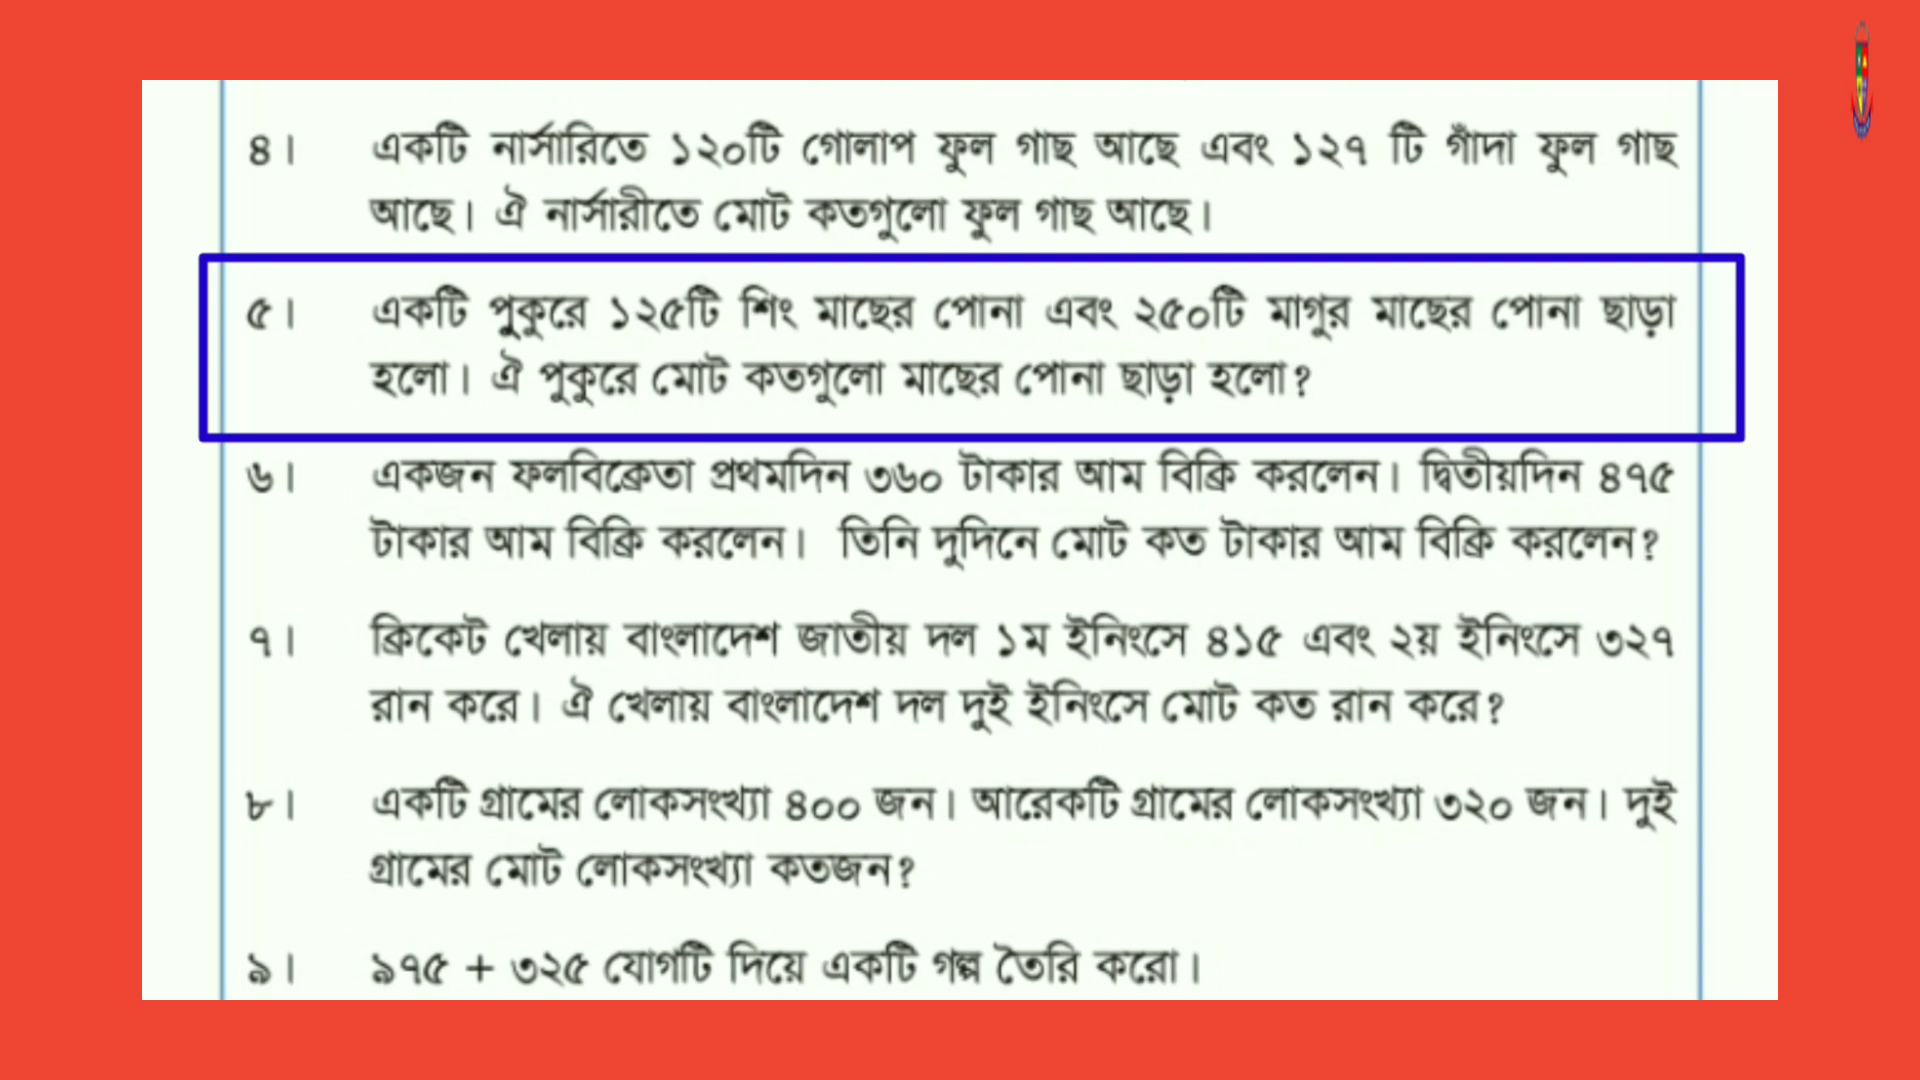 ৪। একটি নার্সারিতে ১২০টি গোলাপ ফুল গাছ আছে এবং ১২৭ টি গাঁদা ফুল গাছ
আছে। ঐ নার্সারীতে মোট কতগুলো ফুল গাছ আছে।
৫। একটি পুকুরে ১২৫টি শিং মাছের পোনা এবং ২৫০টি মাগুর মাছের পোনা ছাড়া
হলো। ঐ পুকুরে মোট কতগুলো মাছের পোনা ছাড়া হলো?
৬। একজন ফলবিক্রেতা প্রথমদিন ৩৬০ টাকার আম বিক্রি করলেন। দ্বিতীয়দিন ৪৭৫
টাকার আম বিক্রি করলেন। তিনি দুদিনে মোট কত টাকার আম বিক্রি করলেন?
৭। ক্রিকেট খেলায় বাংলাদেশ জাতীয় দল ১ম ইনিংসে ৪১৫ এবং ২য় ইনিংসে ৩২৭
রান করে। ঐ খেলায় বাংলাদেশ দল দুই ইনিংসে মোট কত রান করে?
৮। একটি গ্রামের লোকসংখ্যা ৪০০ জন। আরেকটি গ্রামের লোকসংখ্যা ৩২০ জন। দুই
গ্রামের মোট লোকসংখ্যা কতজন?
৯। ৯৭৫ + ৩২৫ যোগটি দিয়ে একটি গল্প তৈরি করো।